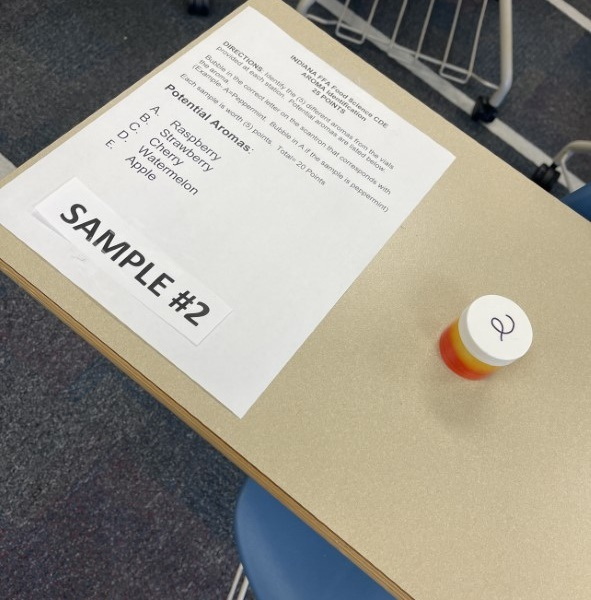 INDIANA FFA Food Science CDE
AROMA Identification
25 POINTS
DIRECTIONS: Identify the (5) different aromas from the vials
provided at each station. Potential aromas are listed below.
Bubble in the correct letter on the scantron that corresponds with
the aroma.
(Example- A=Peppermint. Bubble in A if the sample is peppermint)
Each sample is worth (5) points. Total= 20 Points
Potential Aromas:
A. Raspberry
B. Strawberry
C. Cherry
D. Watermelon
E. Apple
SAMPLE #2
2